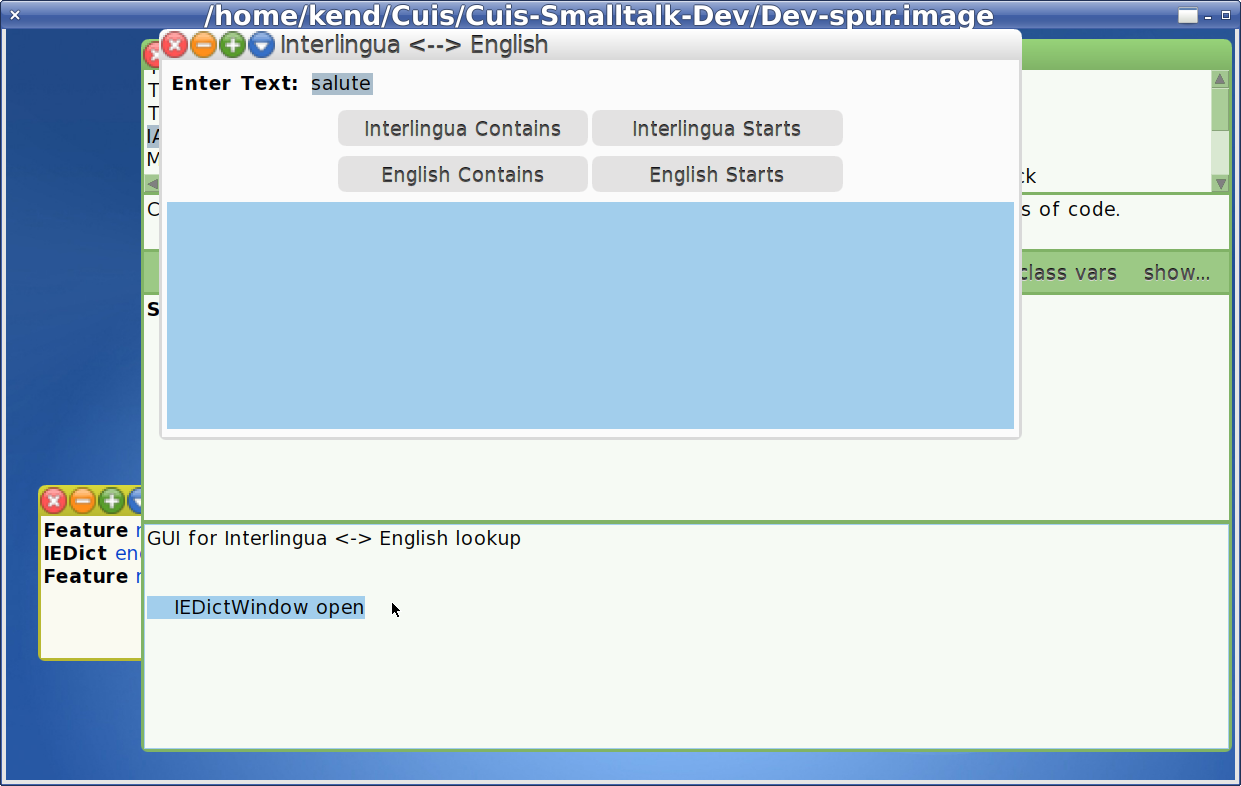 /home/kend/Cuis/Cuis-Smalltalk-Dev/Dev-spur.image
Interlingua <--> English
Enter Text: salute
Interlingua Contains
Interlingua Starts
English Contains
English Starts
T
T
IA
M
C
s of code.
class vars
show...
S
Feature
IEDict
Feature
GUI for Interlingua <-> English lookup
IEDictWindow open